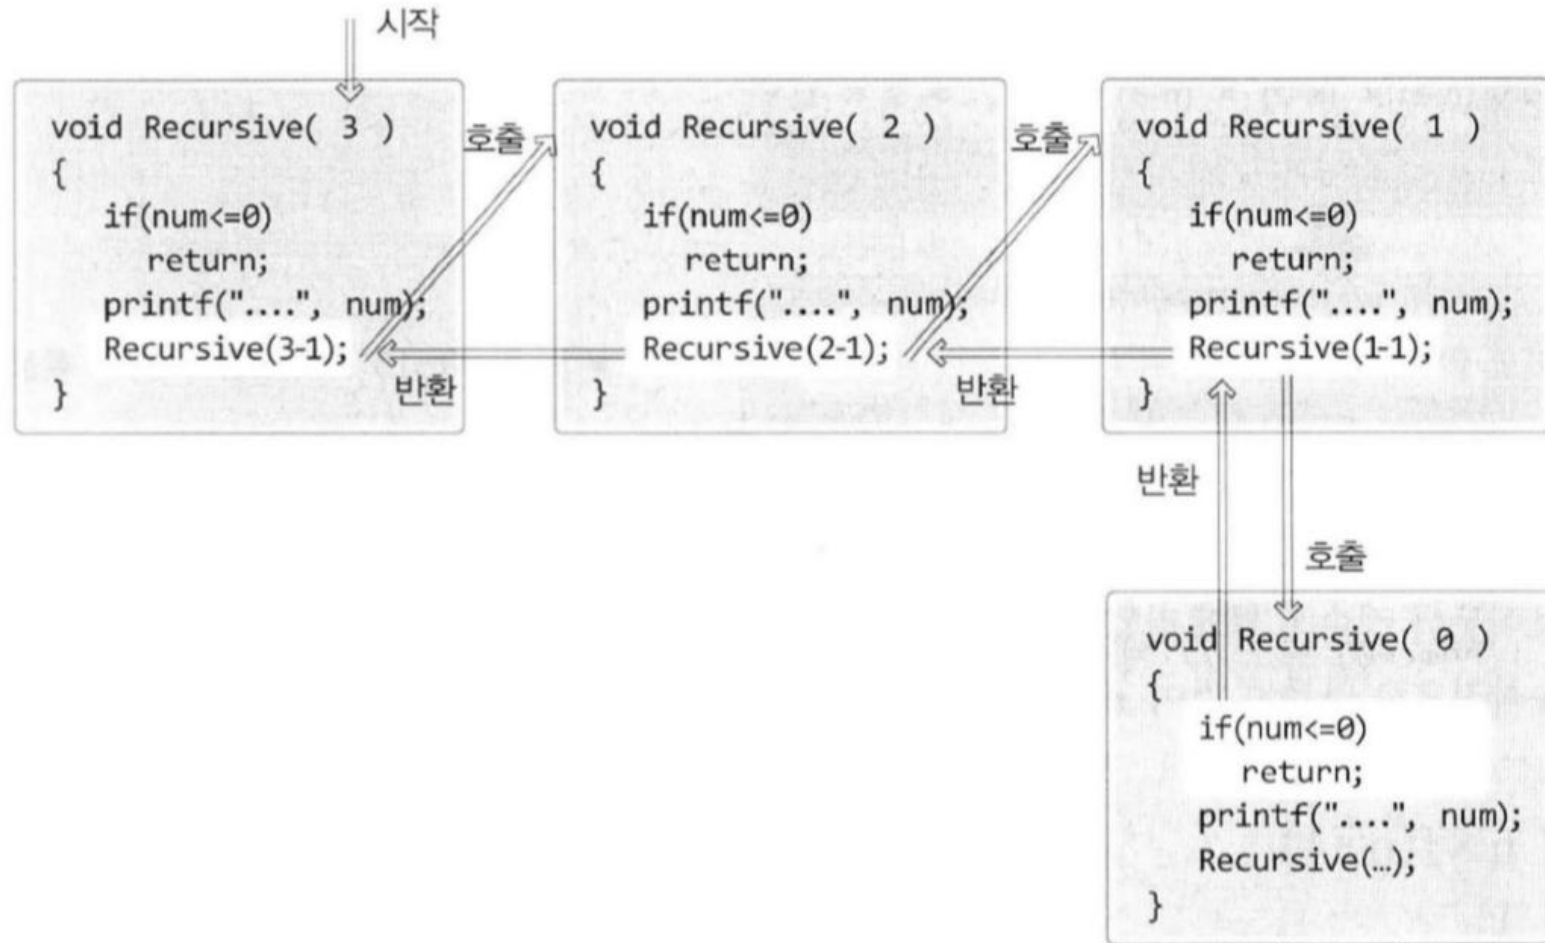 시작
void Recursive( 3 )
{
if(num<=0)
return;
printf("....", num);
Recursive(3-1);
}
호출
반환
void Recursive( 2 )
{
if(num<=0)
return;
printf("....", num);
Recursive(2-1);
}
호출
반환
void Recursive( 1 )
{
if(num<=0)
return;
printf("....", num);
Recursive(1-1);
}
반환
호출
void Recursive( 0 )
{
if(num<=0)
return;
printf("....", num);
Recursive(…);
}